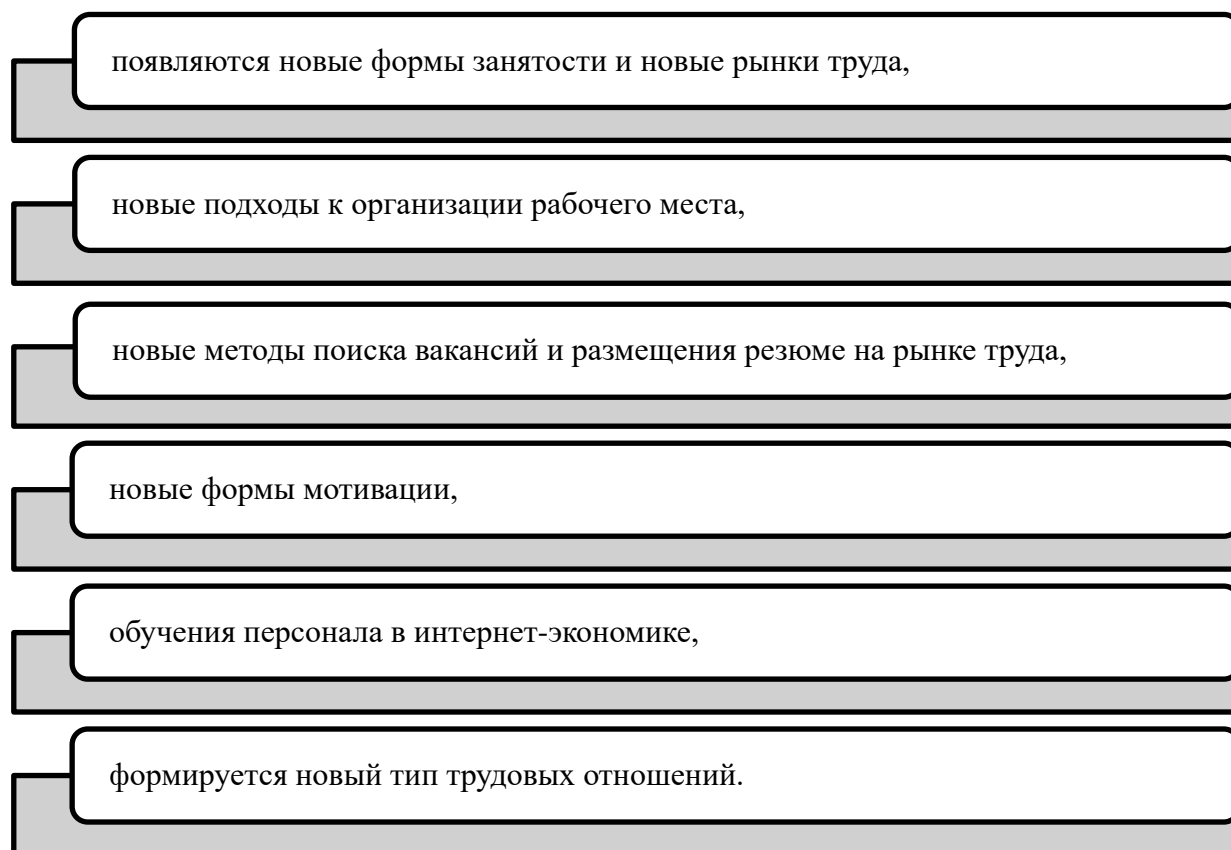 появляются новые формы занятости и новые рынки труда,
новые подходы к организации рабочего места,
новые методы поиска вакансий и размещения резюме на рынке труда,
новые формы мотивации,
обучения персонала в интернет-экономике,
формируется новый тип трудовых отношений.